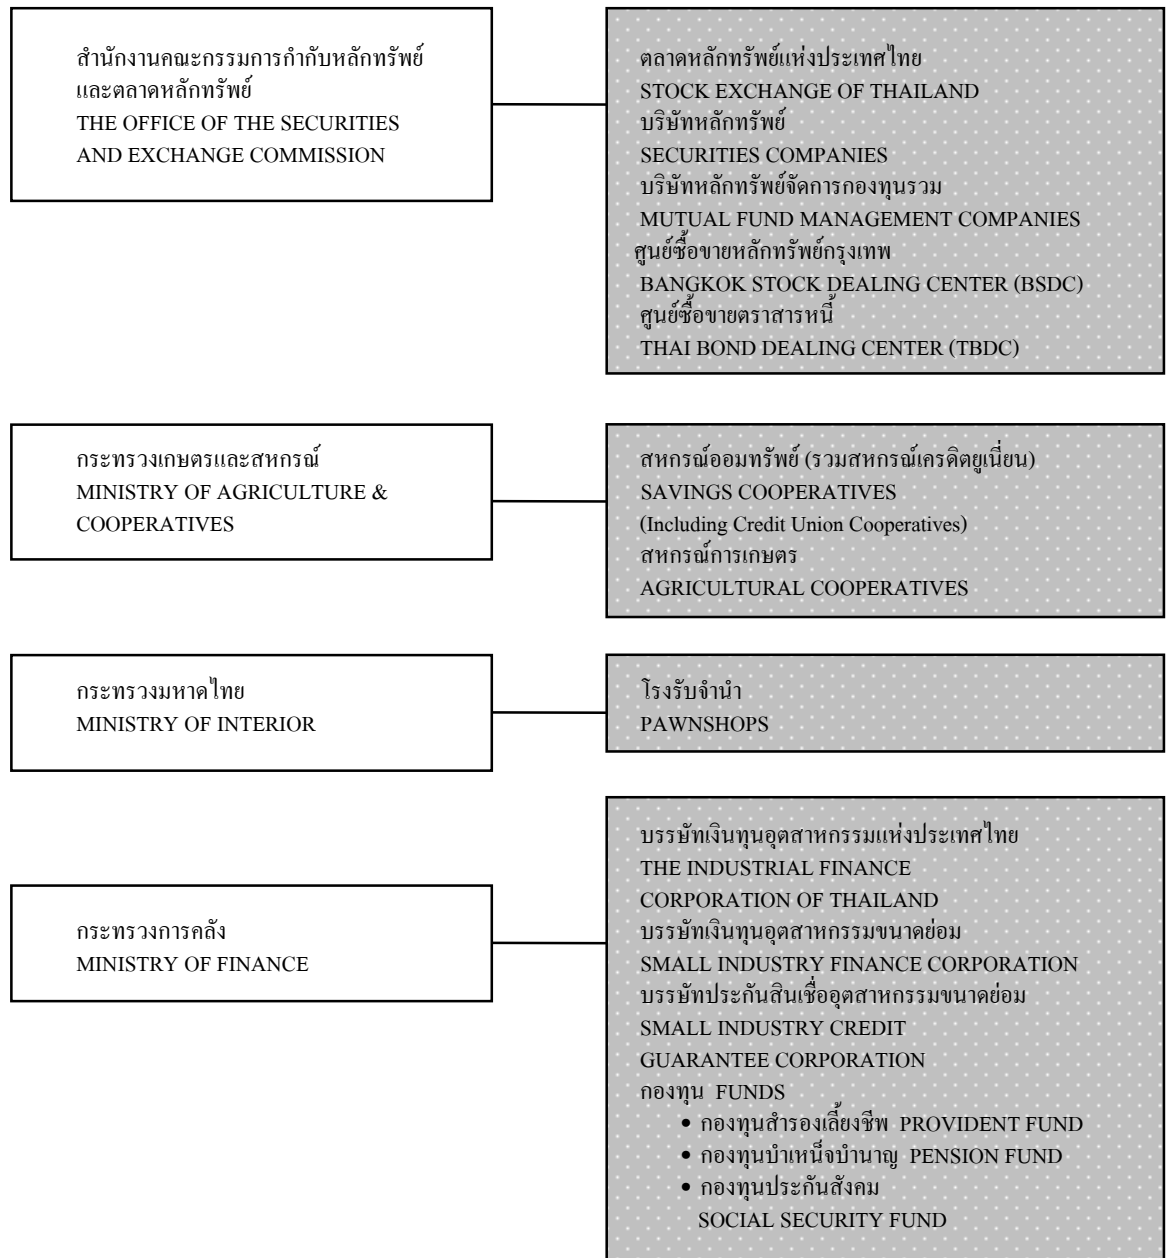 สำนักงานคณะกรรมการกำกับหลักทรัพย์
และตลาดหลักทรัพย์
THE OFFICE OF THE SECURITIES
AND EXCHANGE COMMISSION
ตลาดหลักทรัพย์แห่งประเทศไทย
STOCK EXCHANGE OF THAILAND
บริษัทหลักทรัพย์
SECURITIES COMPANIES
บริษัทหลักทรัพย์จัดการกองทุนรวม
MUTUAL FUND MANAGEMENT COMPANIES
ศูนย์ซื้อขายหลักทรัพย์กรุงเทพ
BANGKOK STOCK DEALING CENTER (BSDC)
ศูนย์ซื้อขายตราสารหนี้
THAI BOND DEALING CENTER (TBDC)
กระทรวงเกษตรและสหกรณ์
MINISTRY OF AGRICULTURE &
COOPERATIVES
สหกรณ์ออมทรัพย์ (รวมสหกรณ์เครดิตยูเนี่ยน)
SAVINGS COOPERATIVES
(Including Credit Union Cooperatives)
สหกรณ์การเกษตร
AGRICULTURAL COOPERATIVES
กระทรวงมหาดไทย
MINISTRY OF INTERIOR
โรงรับจำนำ
PAWNSHOPS
กระทรวงการคลัง
MINISTRY OF FINANCE
บรรษัทเงินทุนอุตสาหกรรมแห่งประเทศไทย
THE INDUSTRIAL FINANCE
CORPORATION OF THAILAND
บรรษัทเงินทุนอุตสาหกรรมขนาดย่อม
SMALL INDUSTRY FINANCE CORPORATION
บรรษัทประกันสินเชื่ออุตสาหกรรมขนาดย่อม
SMALL INDUSTRY CREDIT
GUARANTEE CORPORATION
กองทุน FUNDS
• กองทุนสำรองเลี้ยงชีพ PROVIDENT FUND
• กองทุนบำเหน็จบำนาญ PENSION FUND
• กองทุนประกันสังคม
SOCIAL SECURITY FUND